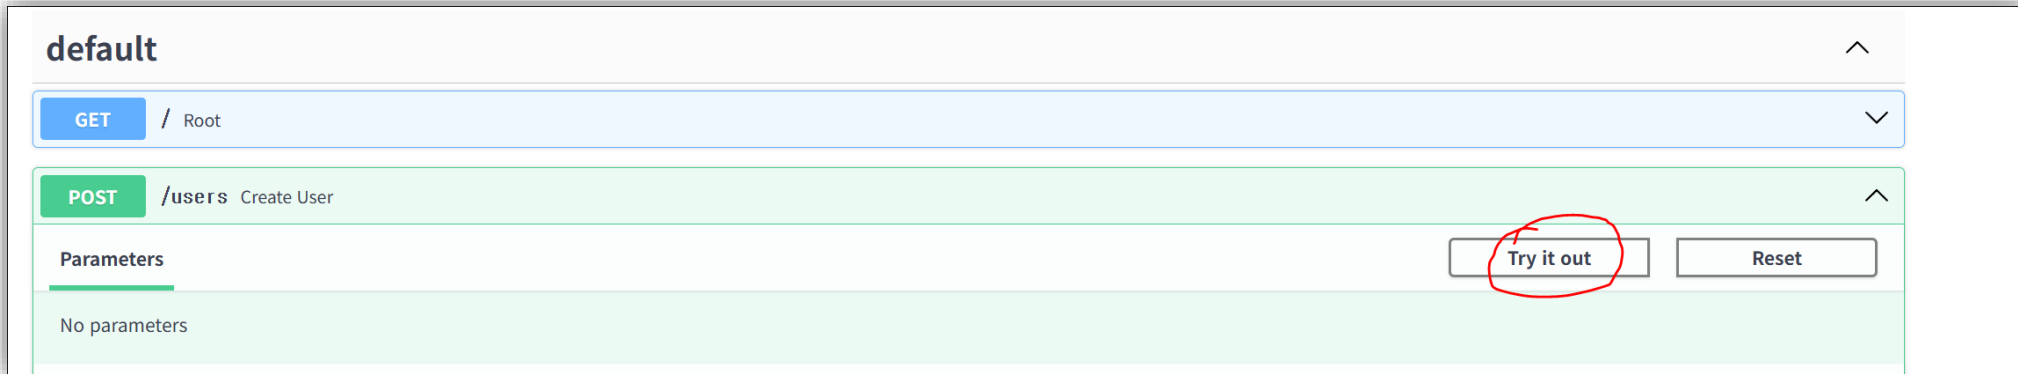 default
GET / Root
POST /users Create User
Parameters Try it out Reset
No parameters